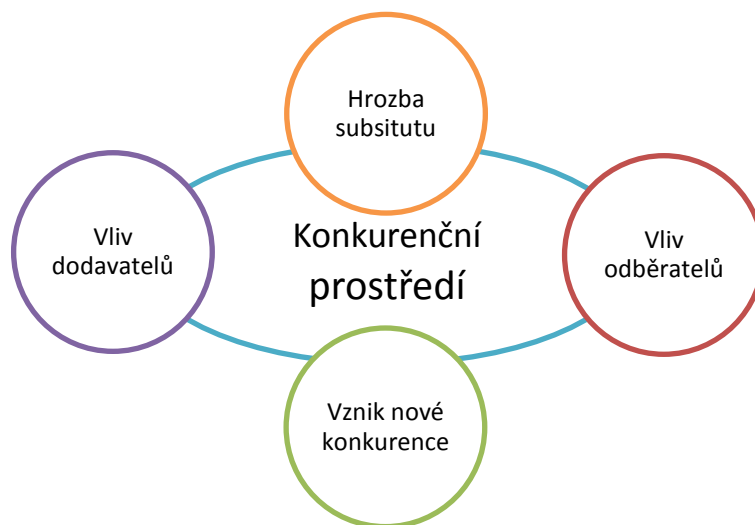 Hrozba
subsitutu
Vliv
dodavatelů
Konkurenční
prostředí
Vliv
odběratelů
Vznik nové
konkurence